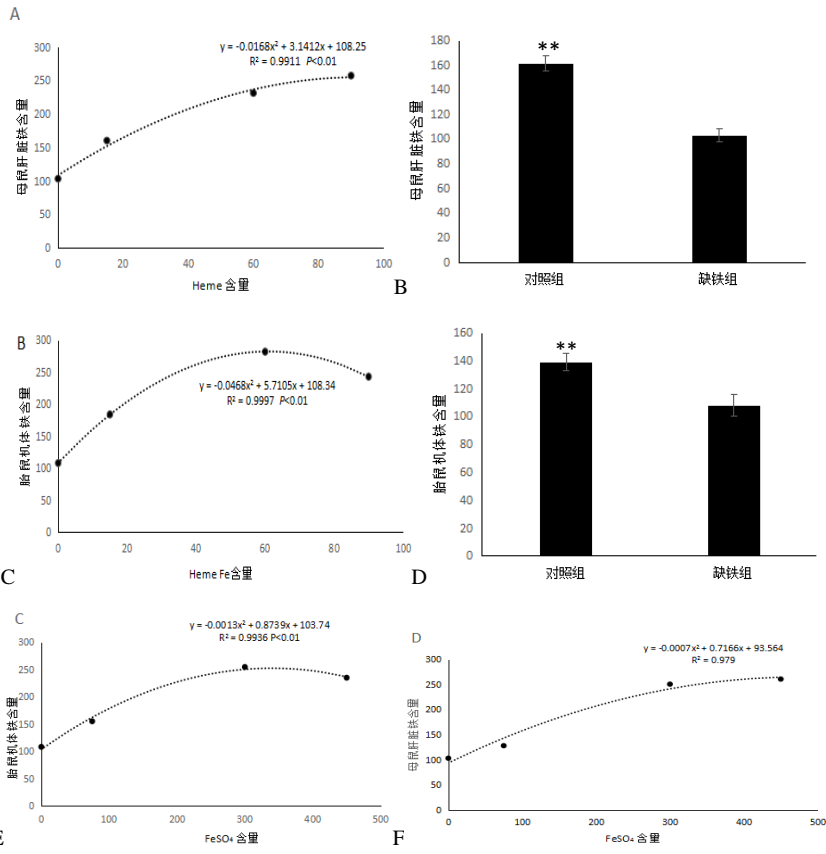 A
y = -0.0168x² + 3.1412x + 108.25
R² = 0.9911 P<0.01
母鼠肝脏铁含量
300
250
200
150
100
50
0
0 20 40 60 80 100
Heme 含量
B
母鼠肝脏铁含量
180
160
140
120
100
80
60
40
20
0
**
对照组 缺铁组
B
y = -0.0468x² + 5.7105x + 108.34
R² = 0.9997 P<0.01
胎鼠机体铁含量
300
250
200
150
100
50
0
0 20 40 60 80 100
Heme Fe含量
C
胎鼠机体铁含量
160
140
120
100
80
60
40
20
0
**
对照组 缺铁组
D
C
y = -0.0013x² + 0.8739x + 103.74
R² = 0.9936 P<0.01
胎鼠机体铁含量
300
250
200
150
100
50
0
0 100 200 300 400 500
FeSO₄ 含量
E
D
y = -0.0007x² + 0.7166x + 93.564
R² = 0.979
母鼠肝脏铁含量
300
250
200
150
100
50
0
0 100 200 300 400 500
FeSO₄ 含量
F